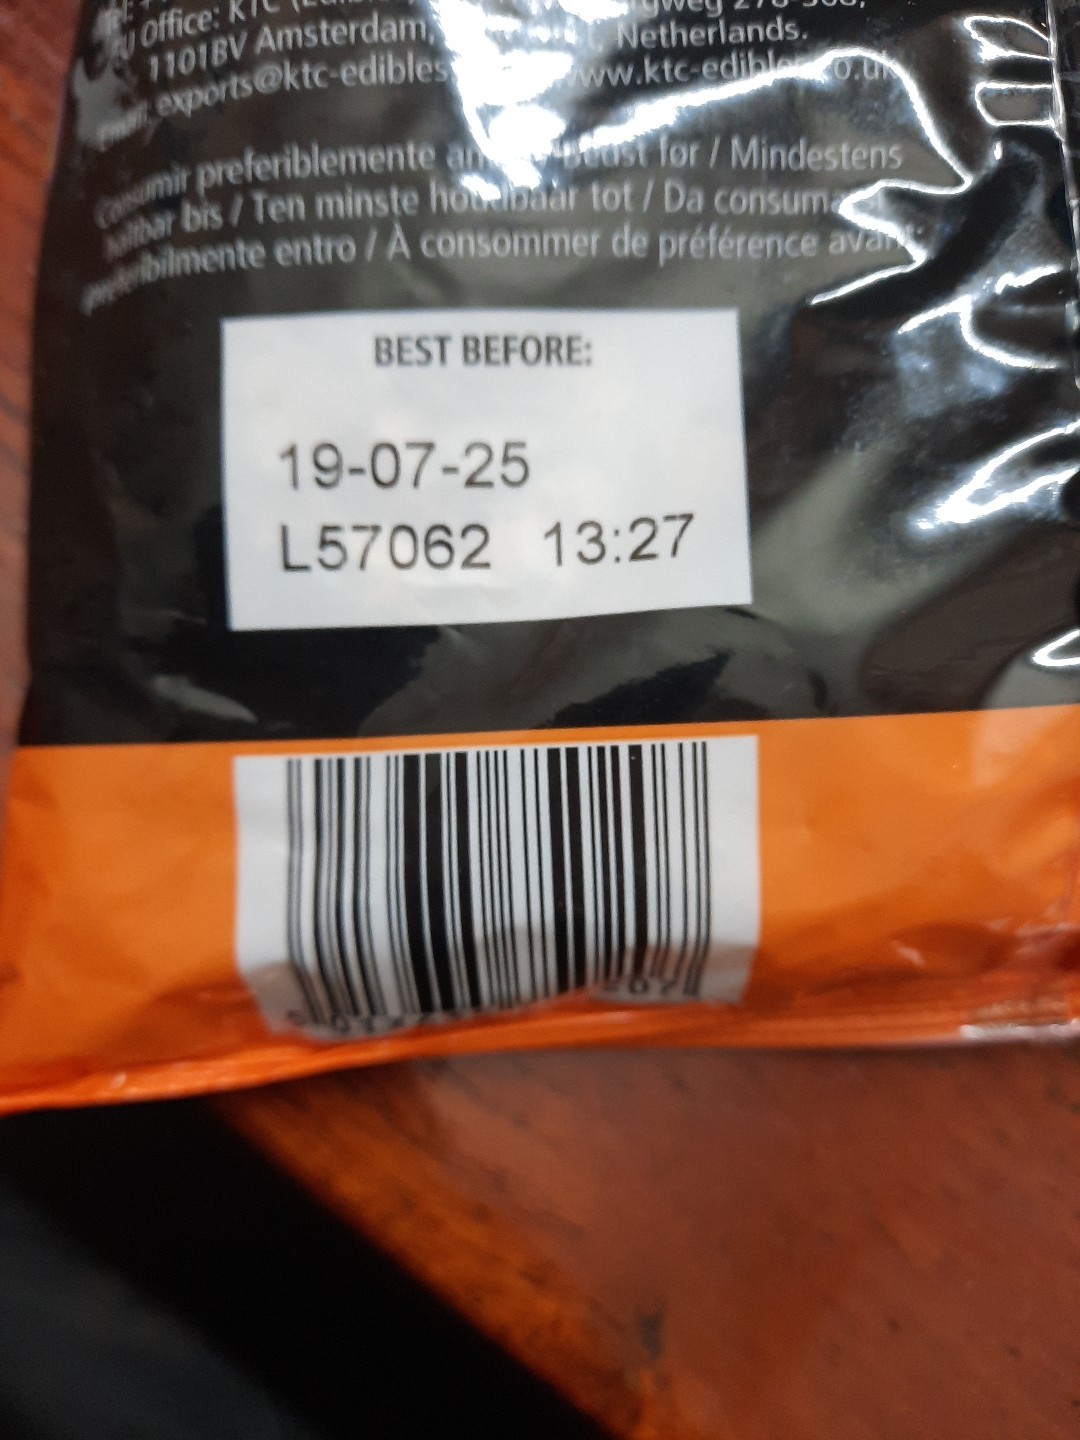 Office: KTC
1101BV Amsterdam, Netherlands.
exports@ktc-edibles www.ktc-edibles.co.uk
Consumir preferiblemente Bedst før / Mindestens
haltbar bis / Ten minste houdbaar tot / Da consumarsi
preferibilmente entro / À consommer de préférence avant:
BEST BEFORE:
19-07-25
L57062 13:27